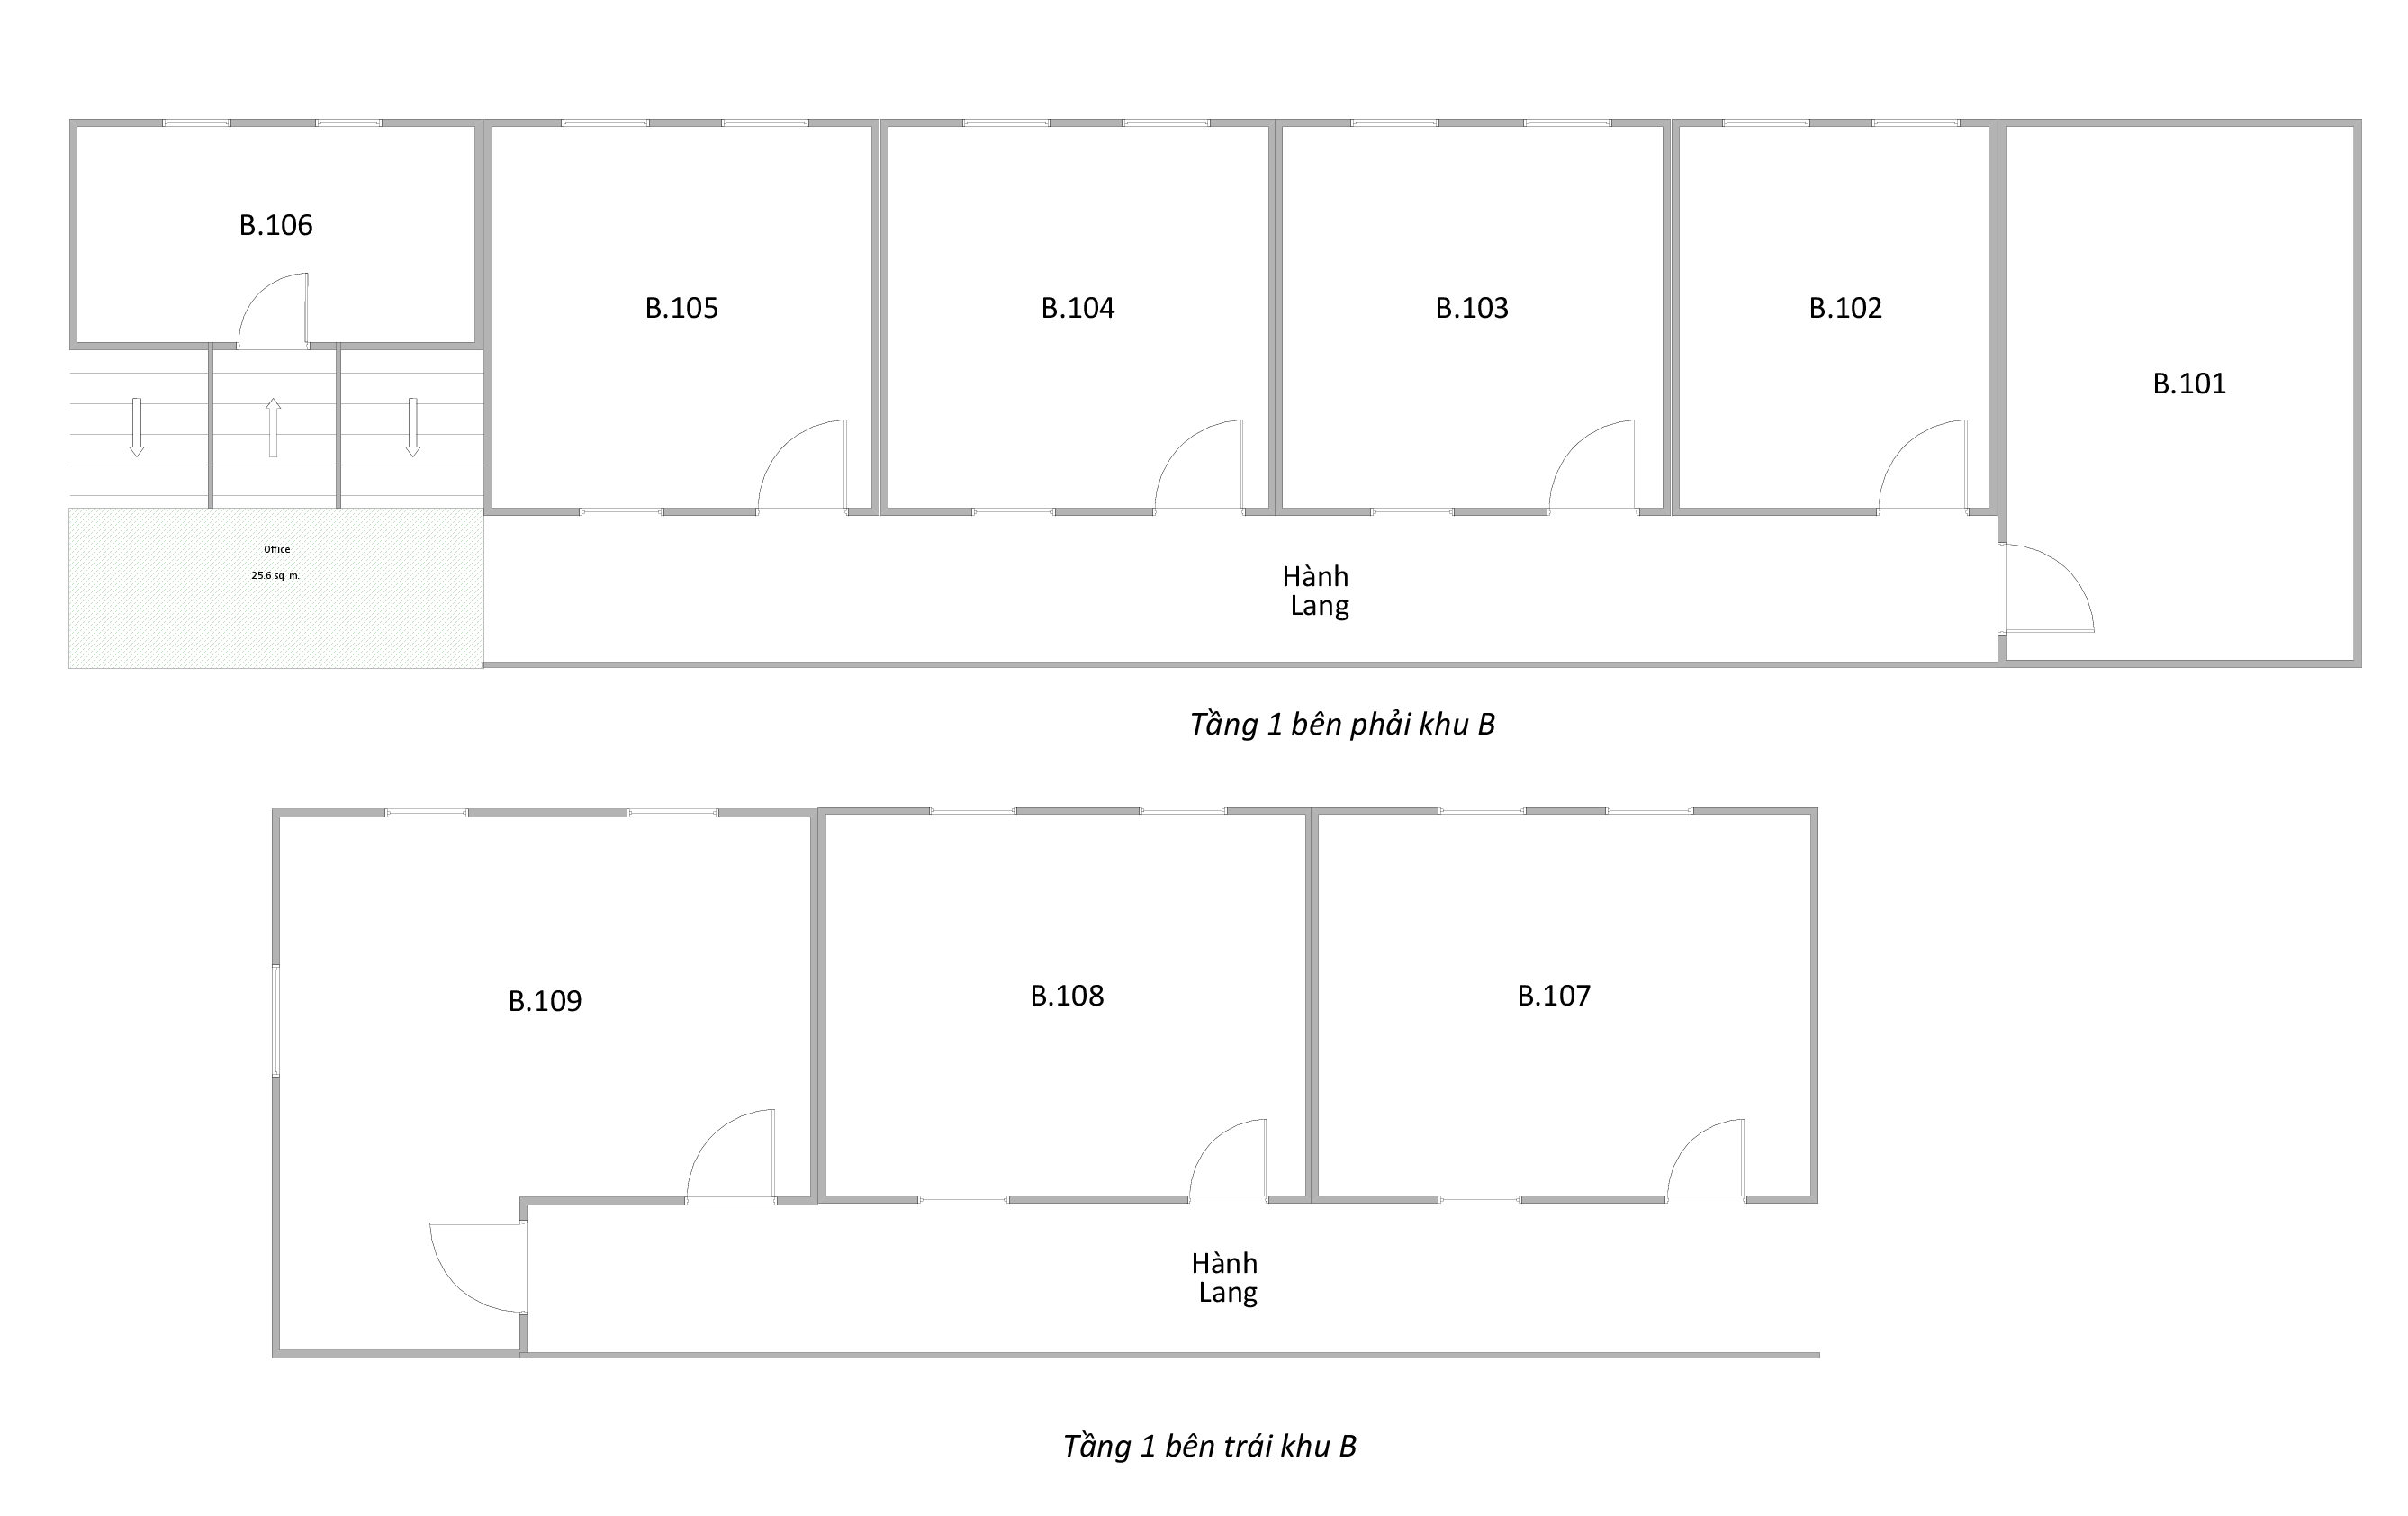 B.106
B.105
B.104
B.103
B.102
B.101
Office
25.6 sq. m.
Hành
Lang
Tầng 1 bên phải khu B
B.109
B.108
B.107
Hành
Lang
Tầng 1 bên trái khu B